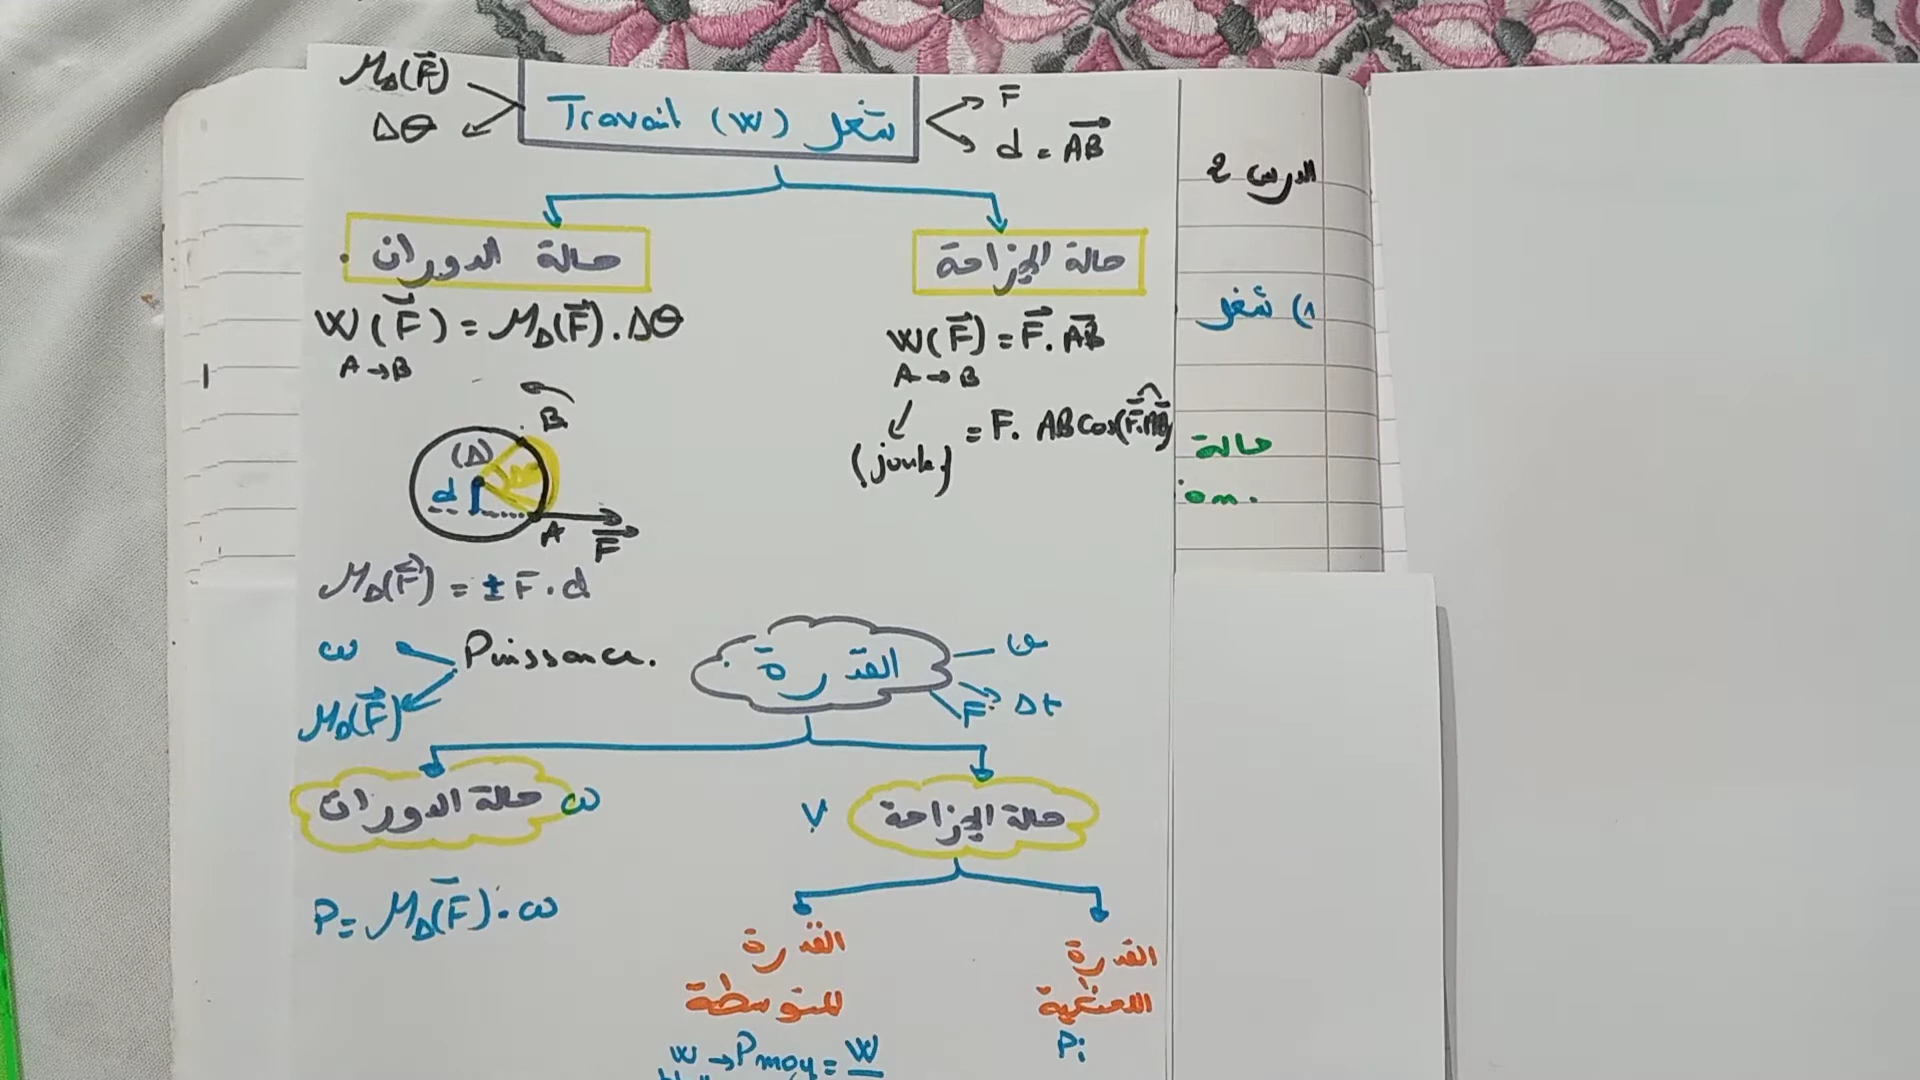 M_Δ(F⃗)
Δθ
Travail (W) شغل
F
d = AB⃗
الدرس 2
حالة الدوران
حالة الإزاحة
1) شغل
W(F⃗) = M_Δ(F⃗) . Δθ
A → B
W(F⃗) = F⃗ . AB⃗
A → B
= F . AB cos(F⃗.AB⃗)
(joule)
حالة
B
(Δ)
d
A
F⃗
M_Δ(F⃗) = ± F . d
ω
Puissance.
M_Δ(F⃗)
القدرة
F Δt
حالة الدوران ω
V حالة الإزاحة
P = M_Δ(F⃗) . ω
القدرة
المتوسطة
القدرة
اللحظية
W → Pmoy = W
Pi